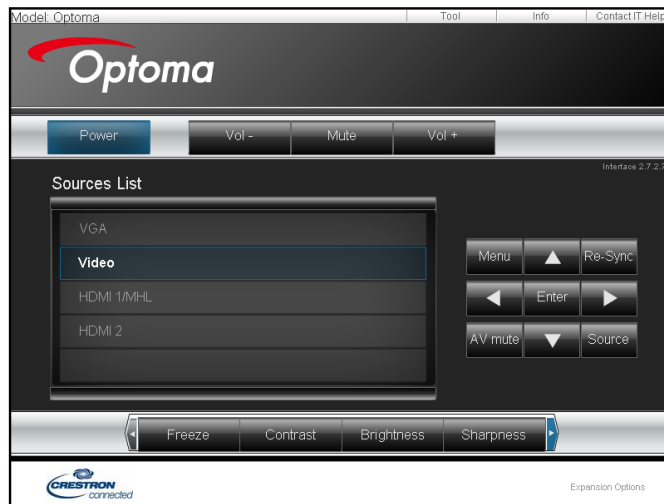 Model: Optoma Tool Info Contact IT Help
Optoma
Power Vol - Mute Vol +
Interface 2.7.2.7
Sources List
VGA
Video
HDMI 1/MHL
HDMI 2
Menu Re-Sync
Enter
AV mute Source
Freeze Contrast Brightness Sharpness
CRESTRON
connected
Expansion Options